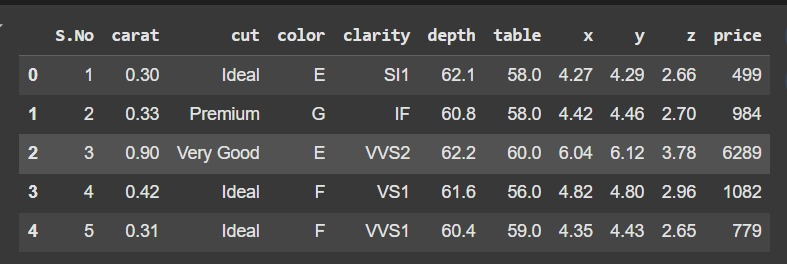 S.No carat cut color clarity depth table x y z price
0 1 0.30 Ideal E SI1 62.1 58.0 4.27 4.29 2.66 499
1 2 0.33 Premium G IF 60.8 58.0 4.42 4.46 2.70 984
2 3 0.90 Very Good E VVS2 62.2 60.0 6.04 6.12 3.78 6289
3 4 0.42 Ideal F VS1 61.6 56.0 4.82 4.80 2.96 1082
4 5 0.31 Ideal F VVS1 60.4 59.0 4.35 4.43 2.65 779